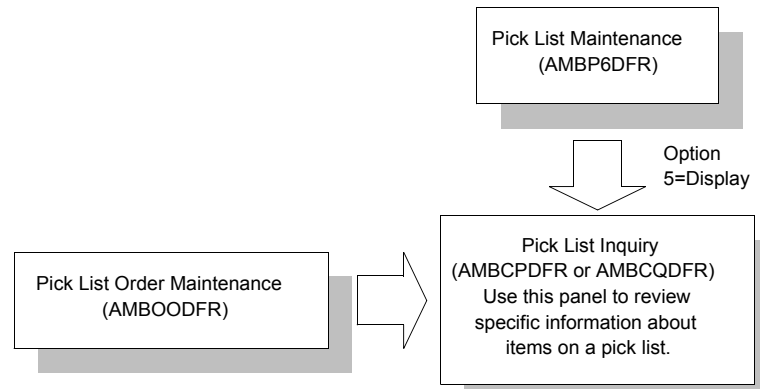 Pick List Maintenance
(AMBP6DFR)
Option
5=Display
Pick List Inquiry
(AMBCPDFR or AMBCQDFR)
Use this panel to review
specific information about
items on a pick list.
Pick List Order Maintenance
(AMBOODFR)